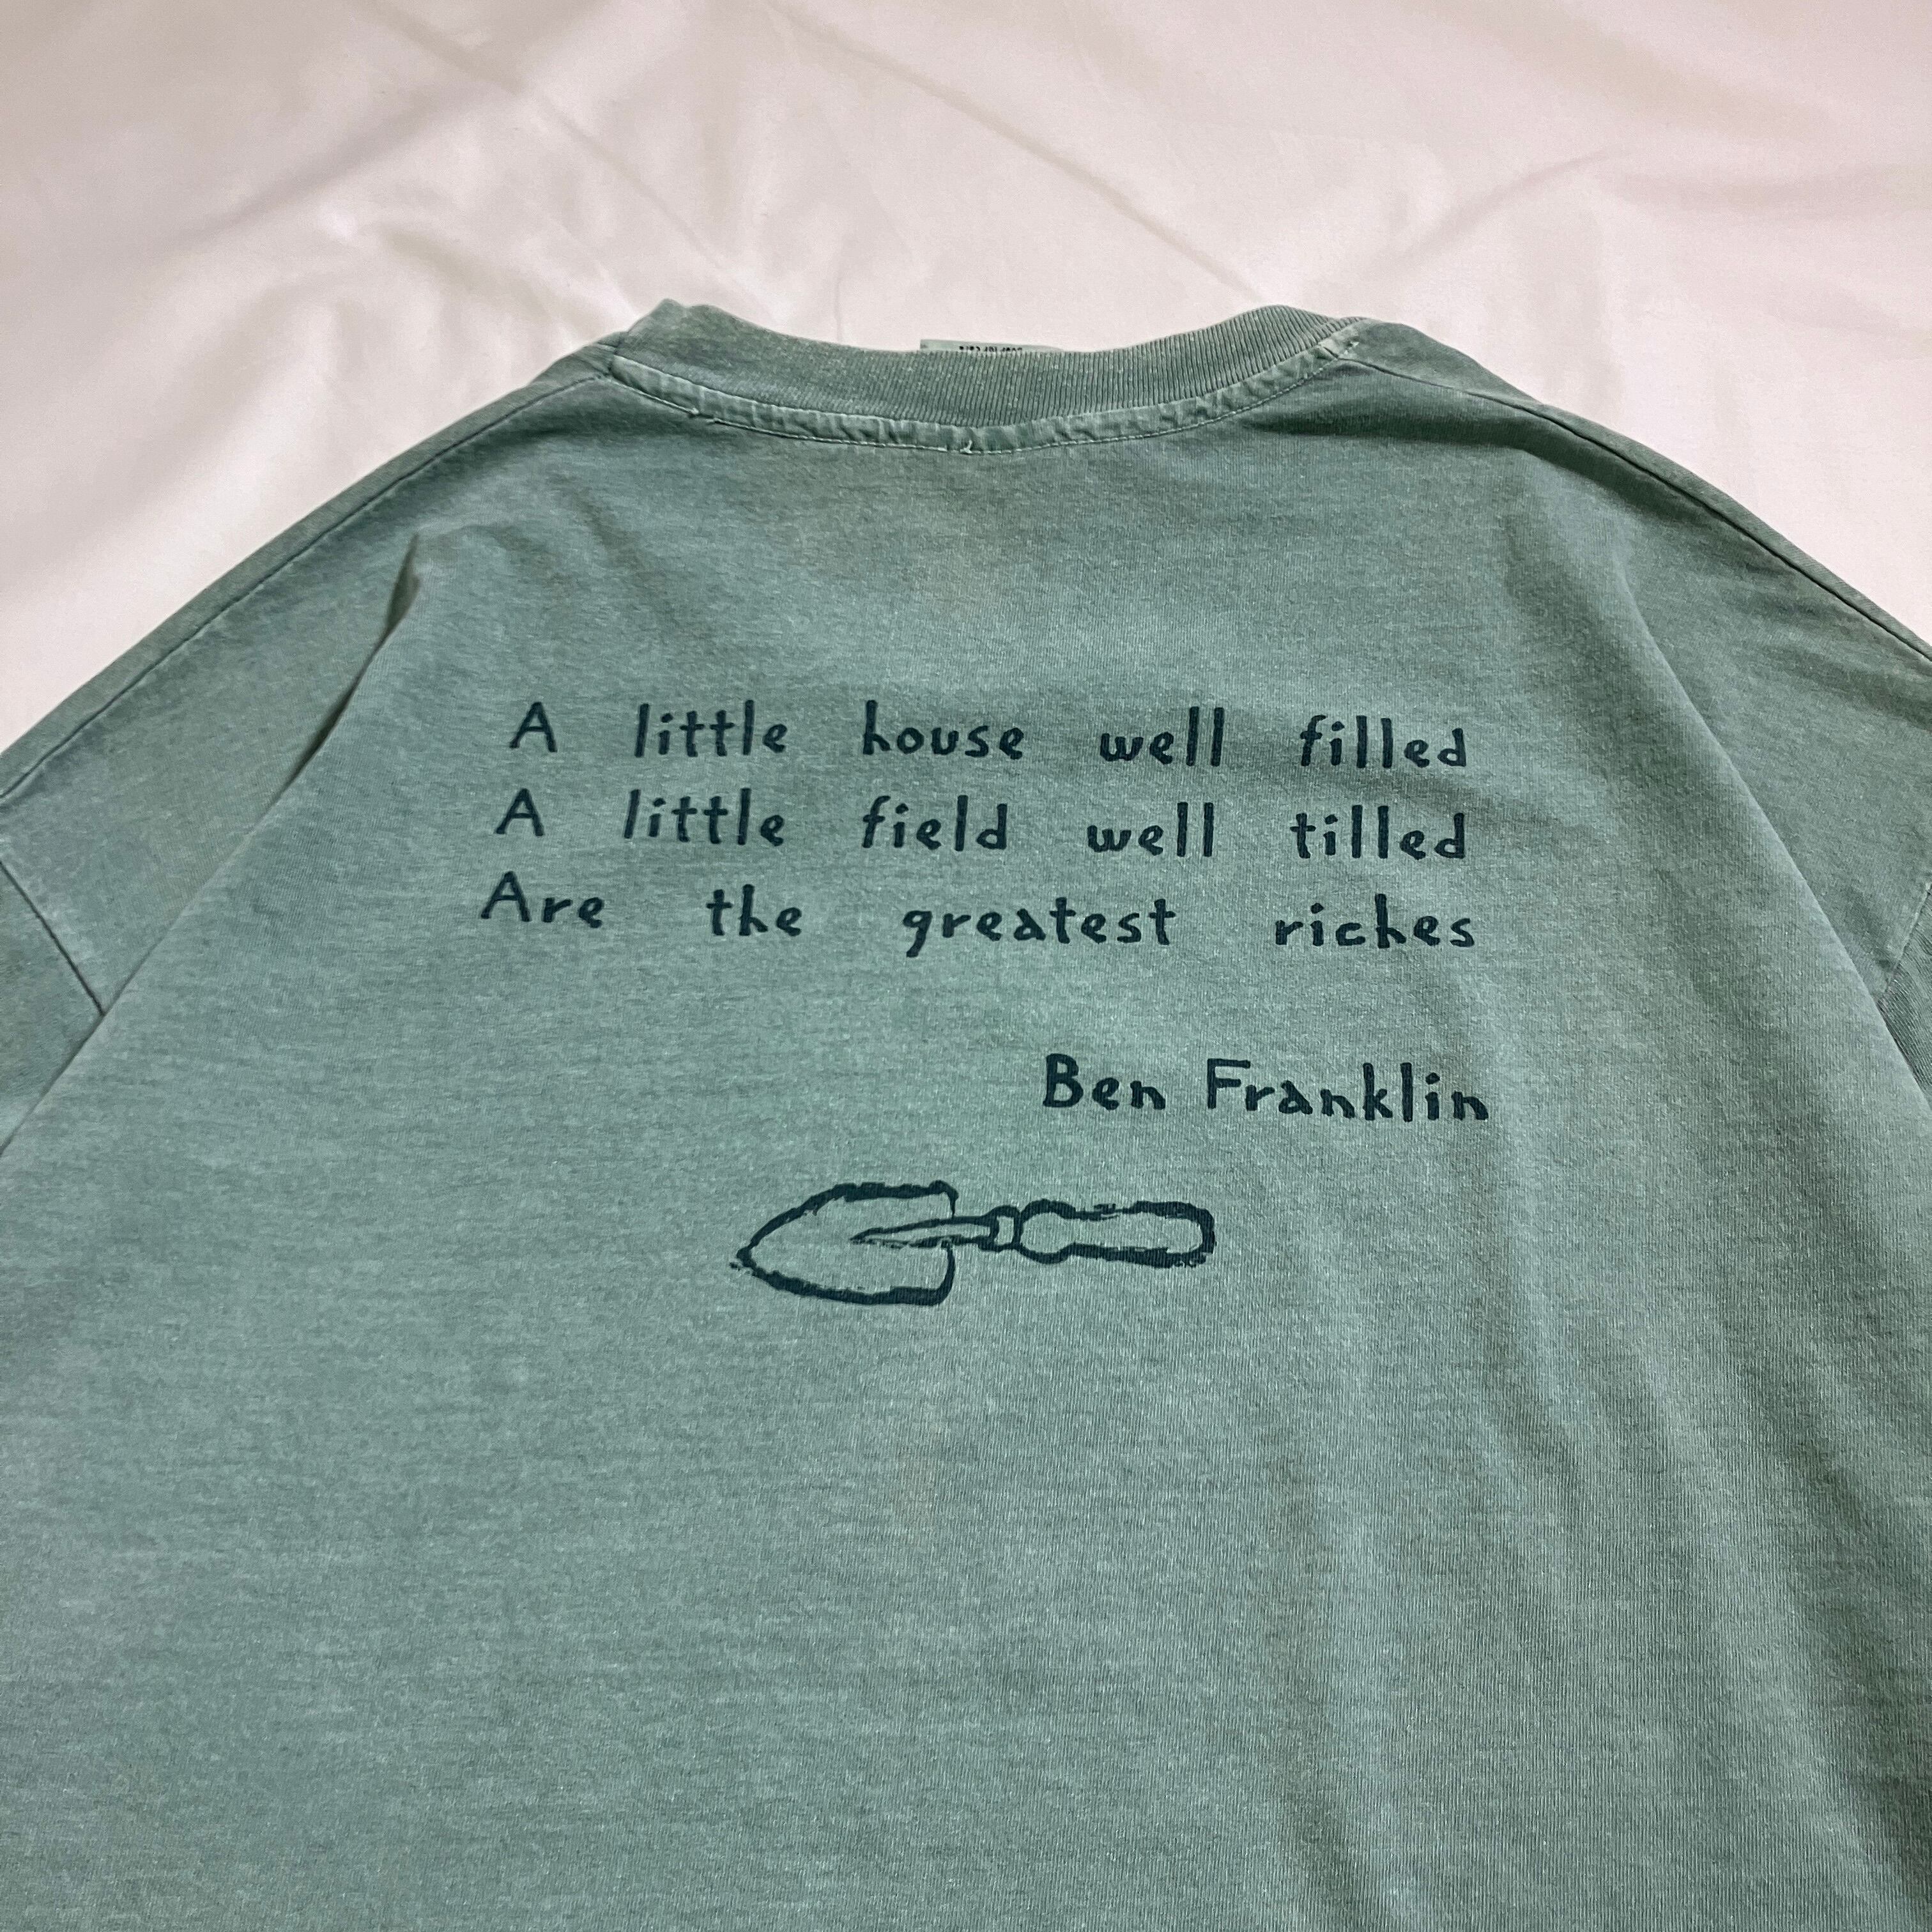 A little house well filled
A little field well tilled
Are the greatest riches
Ben Franklin